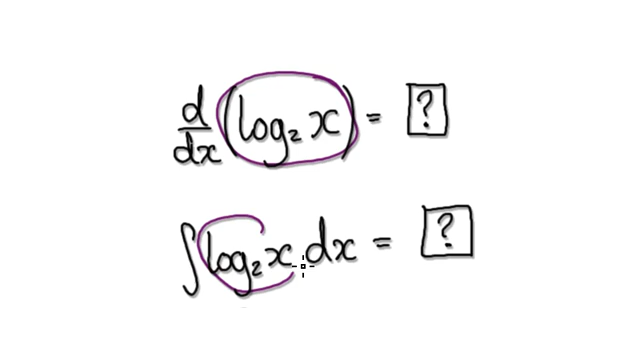 d/dx (log₂ x) = ?
∫ log₂ x dx = ?